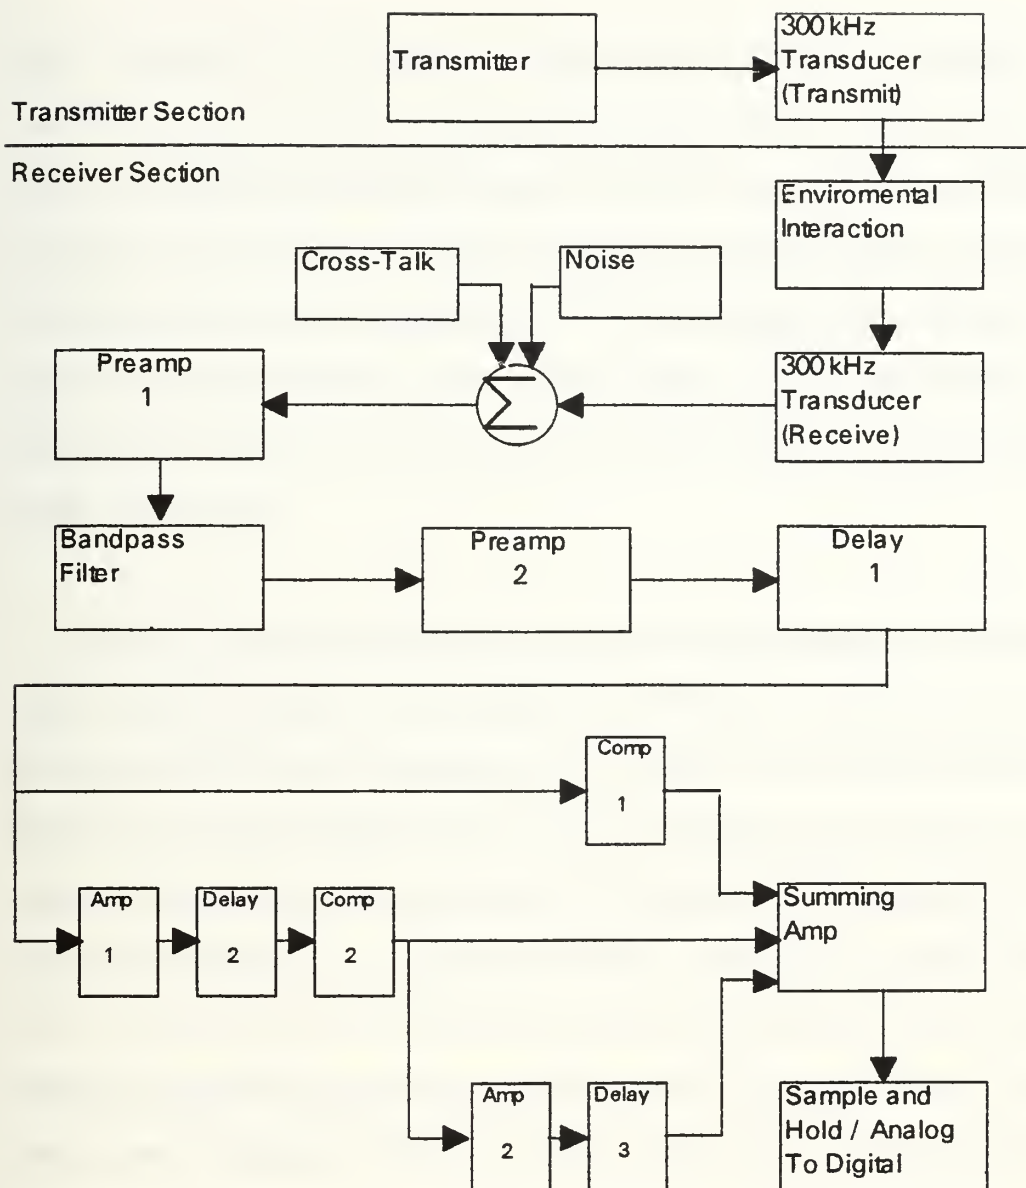 Transmitter
300 kHz
Transducer
(Transmit)
Transmitter Section
Receiver Section
Enviromental
Interaction
Cross-Talk
Noise
Preamp
1
Σ
300 kHz
Transducer
(Receive)
Bandpass
Filter
Preamp
2
Delay
1
Comp
1
Amp
1
Delay
2
Comp
2
Summing
Amp
Amp
2
Delay
3
Sample and
Hold / Analog
To Digital